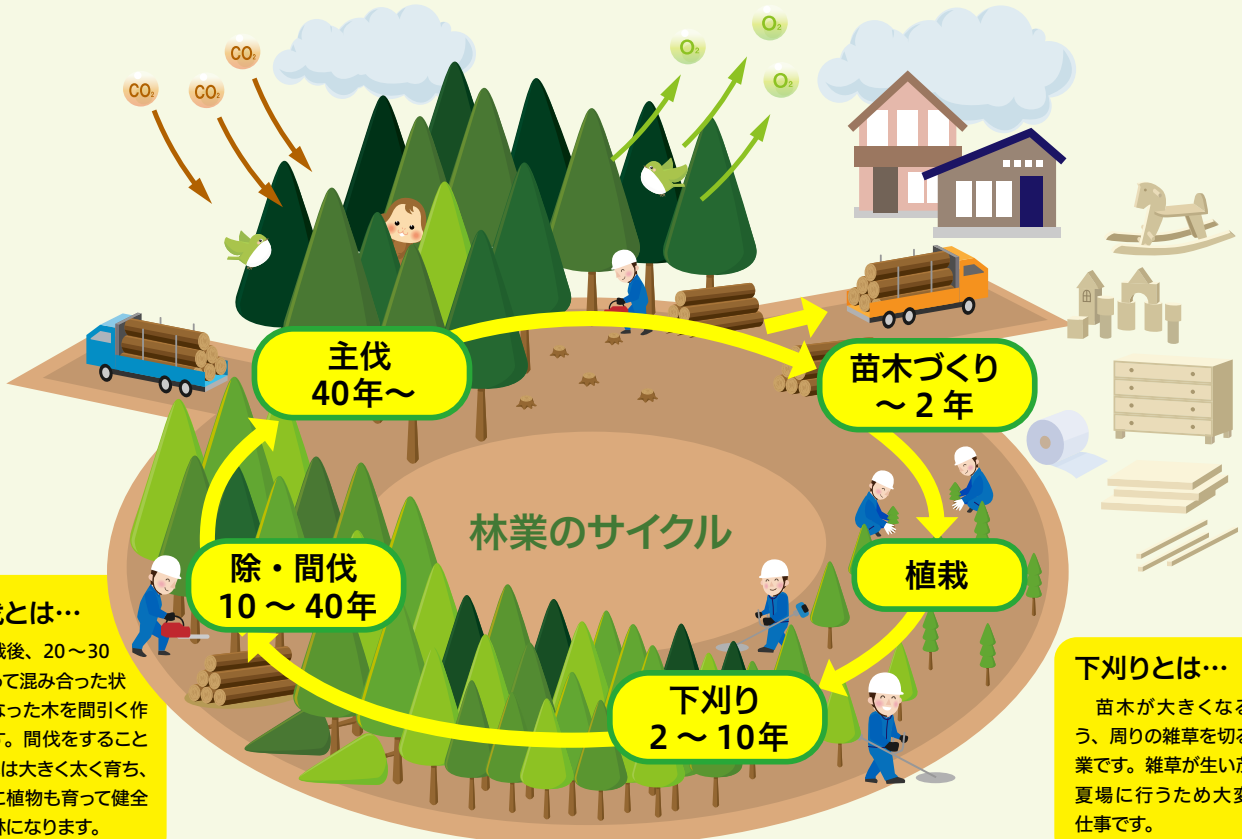 CO₂
CO₂
CO₂
O₂
O₂
O₂
主伐
40年～
苗木づくり
～２年
林業のサイクル
除・間伐
10～40年
植栽
下刈り
2～10年
とは…
後、20～30
って混み合った状
なった木を間引く作
す。間伐をすること
は大きく太く育ち、
に植物も育って健全
林になります。
下刈りとは…
苗木が大きくなる
う、周りの雑草を切る
業です。雑草が生い
夏場に行うため大変
仕事です。